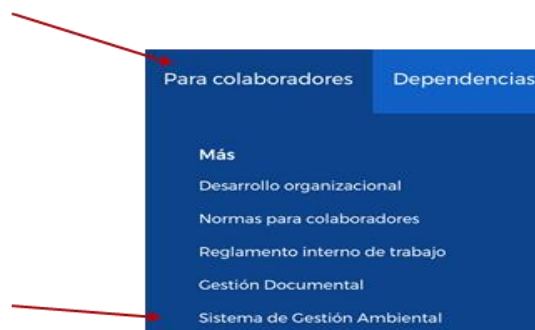 Para colaboradores
Dependencias
Más
Desarrollo organizacional
Normas para colaboradores
Reglamento interno de trabajo
Gestión Documental
Sistema de Gestión Ambiental